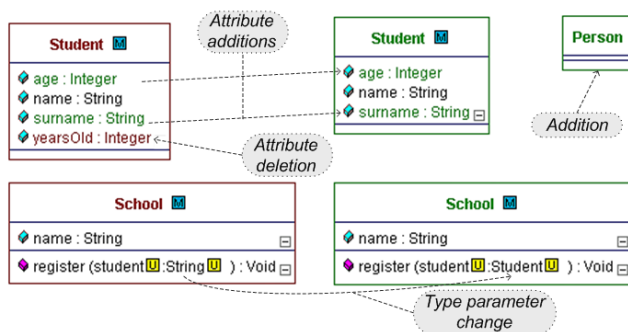 Student M
age : Integer
name : String
surname : String
yearsOld : Integer
Attribute
additions
Student M
age : Integer
name : String
surname : String
Person
Addition
Attribute
deletion
School M
name : String
register (student U :String U ) : Void
School M
name : String
register (student U :Student U ) : Void
Type parameter
change